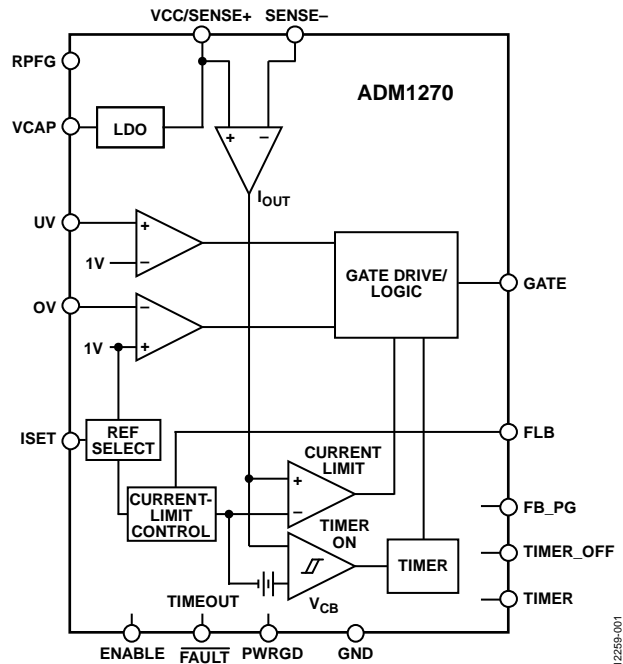 VCC/SENSE+ SENSE–
RPFG
ADM1270
VCAP
LDO
+ –
IOUT
UV
+
1V –
GATE DRIVE/
LOGIC
GATE
OV
–
1V +
ISET
REF
SELECT
FLB
CURRENT
LIMIT
+
–
CURRENT-
LIMIT
CONTROL
FB_PG
TIMER
ON
TIMER
TIMER_OFF
VCB
TIMER
TIMEOUT
ENABLE FAULT PWRGD GND
12259-001